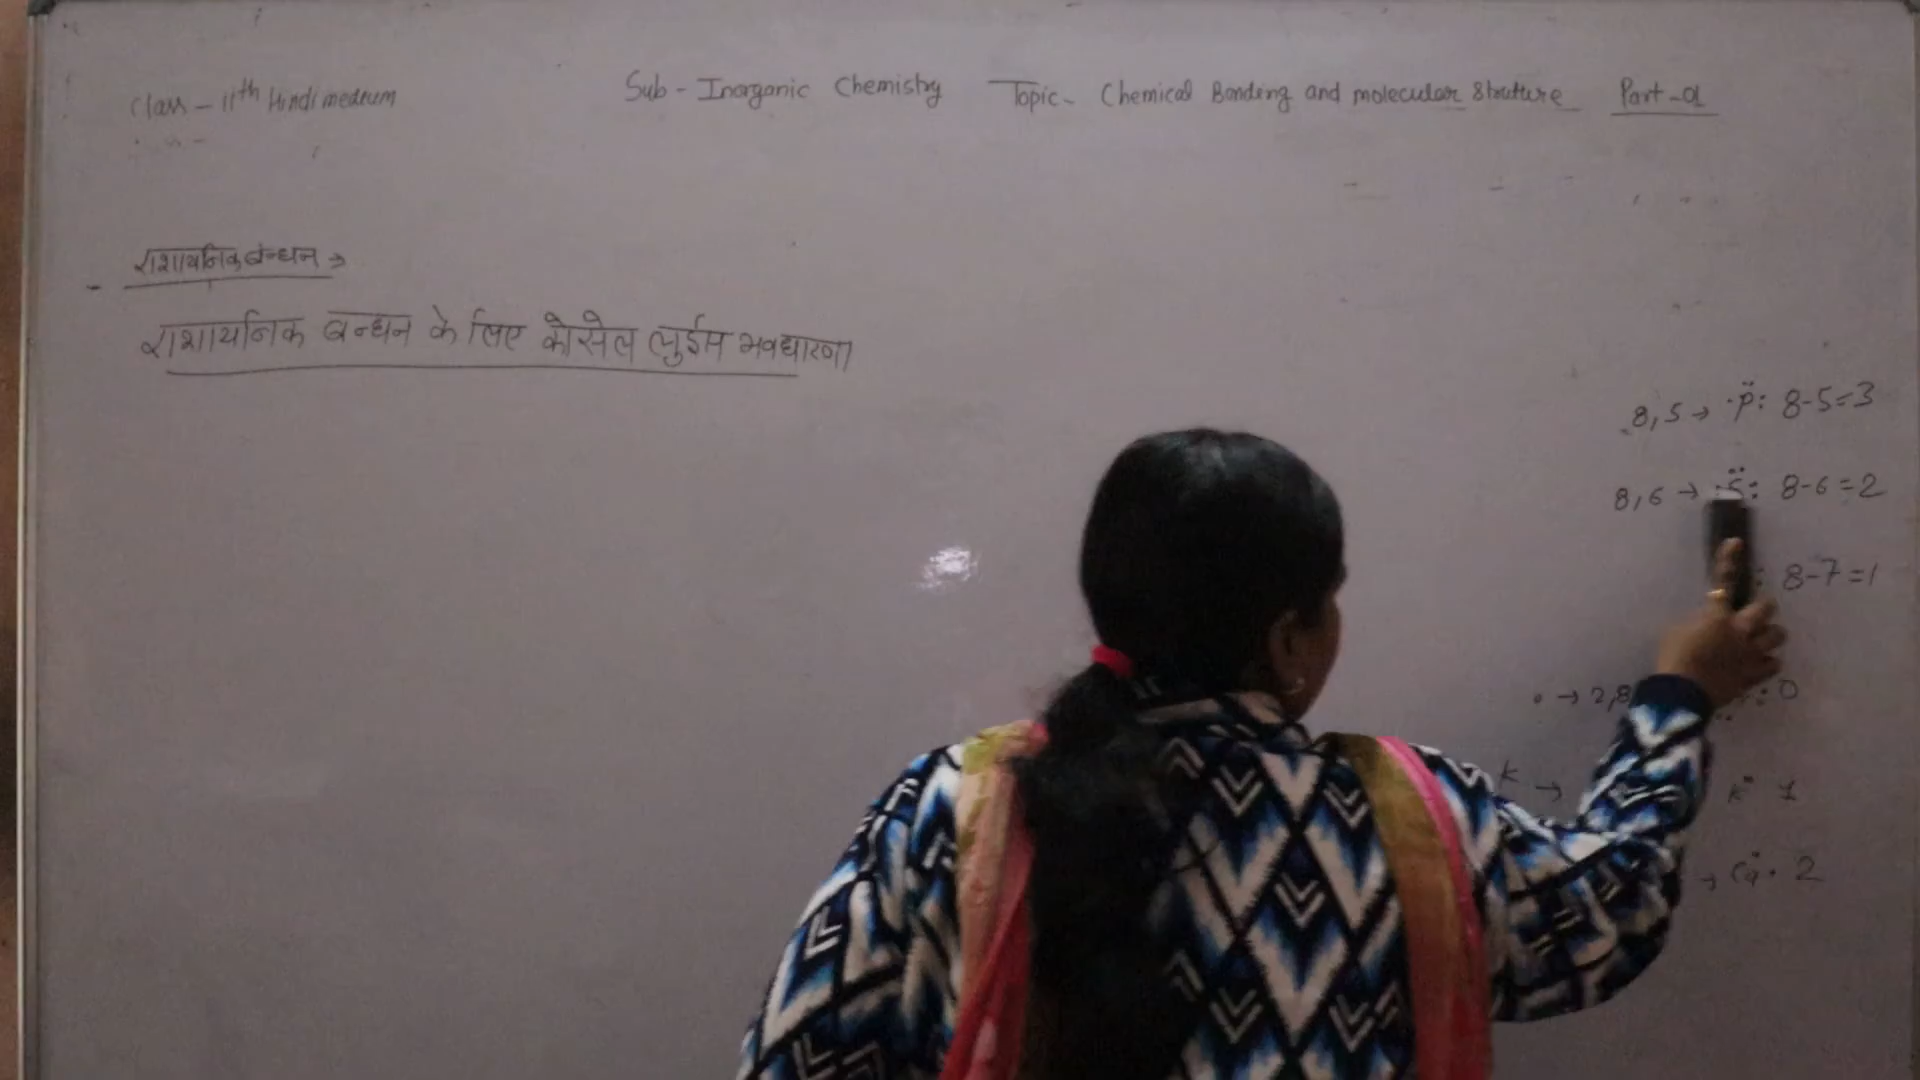 Class - 11th Hindi medium
Sub - Inorganic Chemistry Topic - Chemical Bonding and molecular Struture Part - a
राशायनिक बन्धन →
राशायनिक बन्धन के लिए कोसेल लुईस अवधारणा
8,5 → ·P̈: 8-5=3
8,6 → :S̈: 8-6=2
: 8-7=1
→ 2,8 : 0
K → K· 1
→ Ca· 2